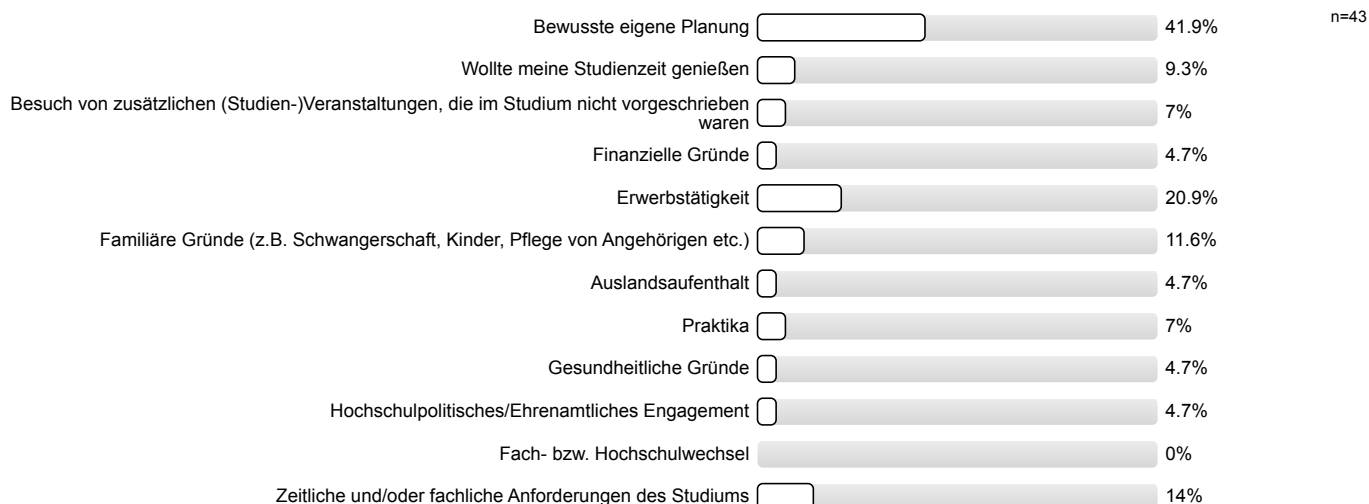 n=43
Bewusste eigene Planung 41.9%
Wollte meine Studienzeit genießen 9.3%
Besuch von zusätzlichen (Studien-)Veranstaltungen, die im Studium nicht vorgeschrieben
waren 7%
Finanzielle Gründe 4.7%
Erwerbstätigkeit 20.9%
Familiäre Gründe (z.B. Schwangerschaft, Kinder, Pflege von Angehörigen etc.) 11.6%
Auslandsaufenthalt 4.7%
Praktika 7%
Gesundheitliche Gründe 4.7%
Hochschulpolitisches/Ehrenamtliches Engagement 4.7%
Fach- bzw. Hochschulwechsel 0%
Zeitliche und/oder fachliche Anforderungen des Studiums 14%